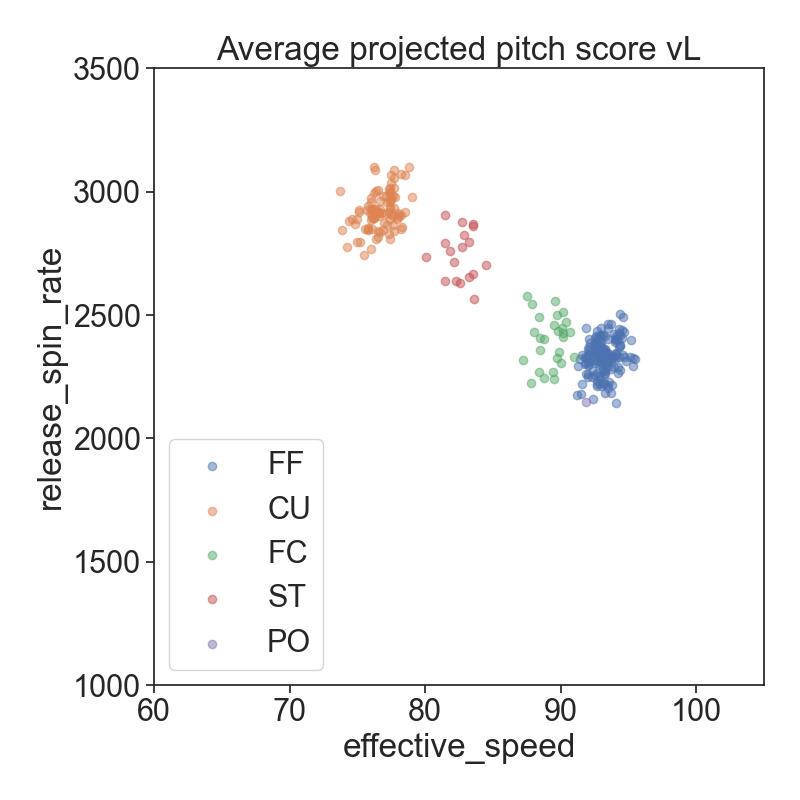 Average projected pitch score vL
3500
3000
2500
2000
1500
1000
release_spin_rate
FF
CU
FC
ST
PO
60 70 80 90 100
effective_speed